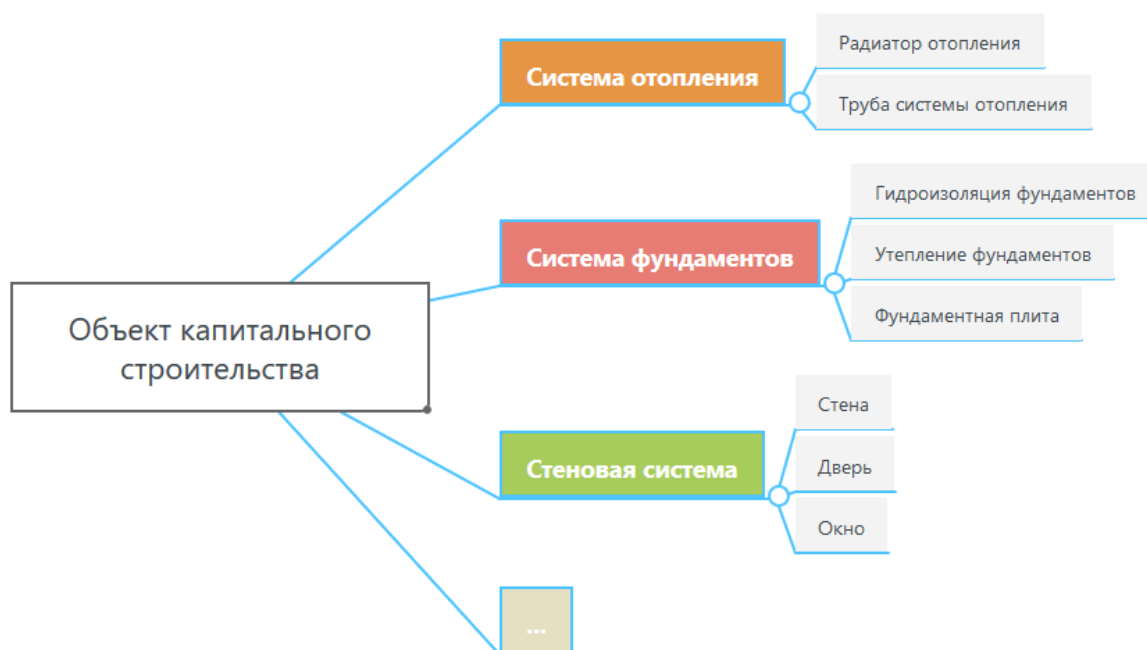 Объект капитального
строительства
Система отопления
Радиатор отопления
Труба системы отопления
Система фундаментов
Гидроизоляция фундаментов
Утепление фундаментов
Фундаментная плита
Стеновая система
Стена
Дверь
Окно
...